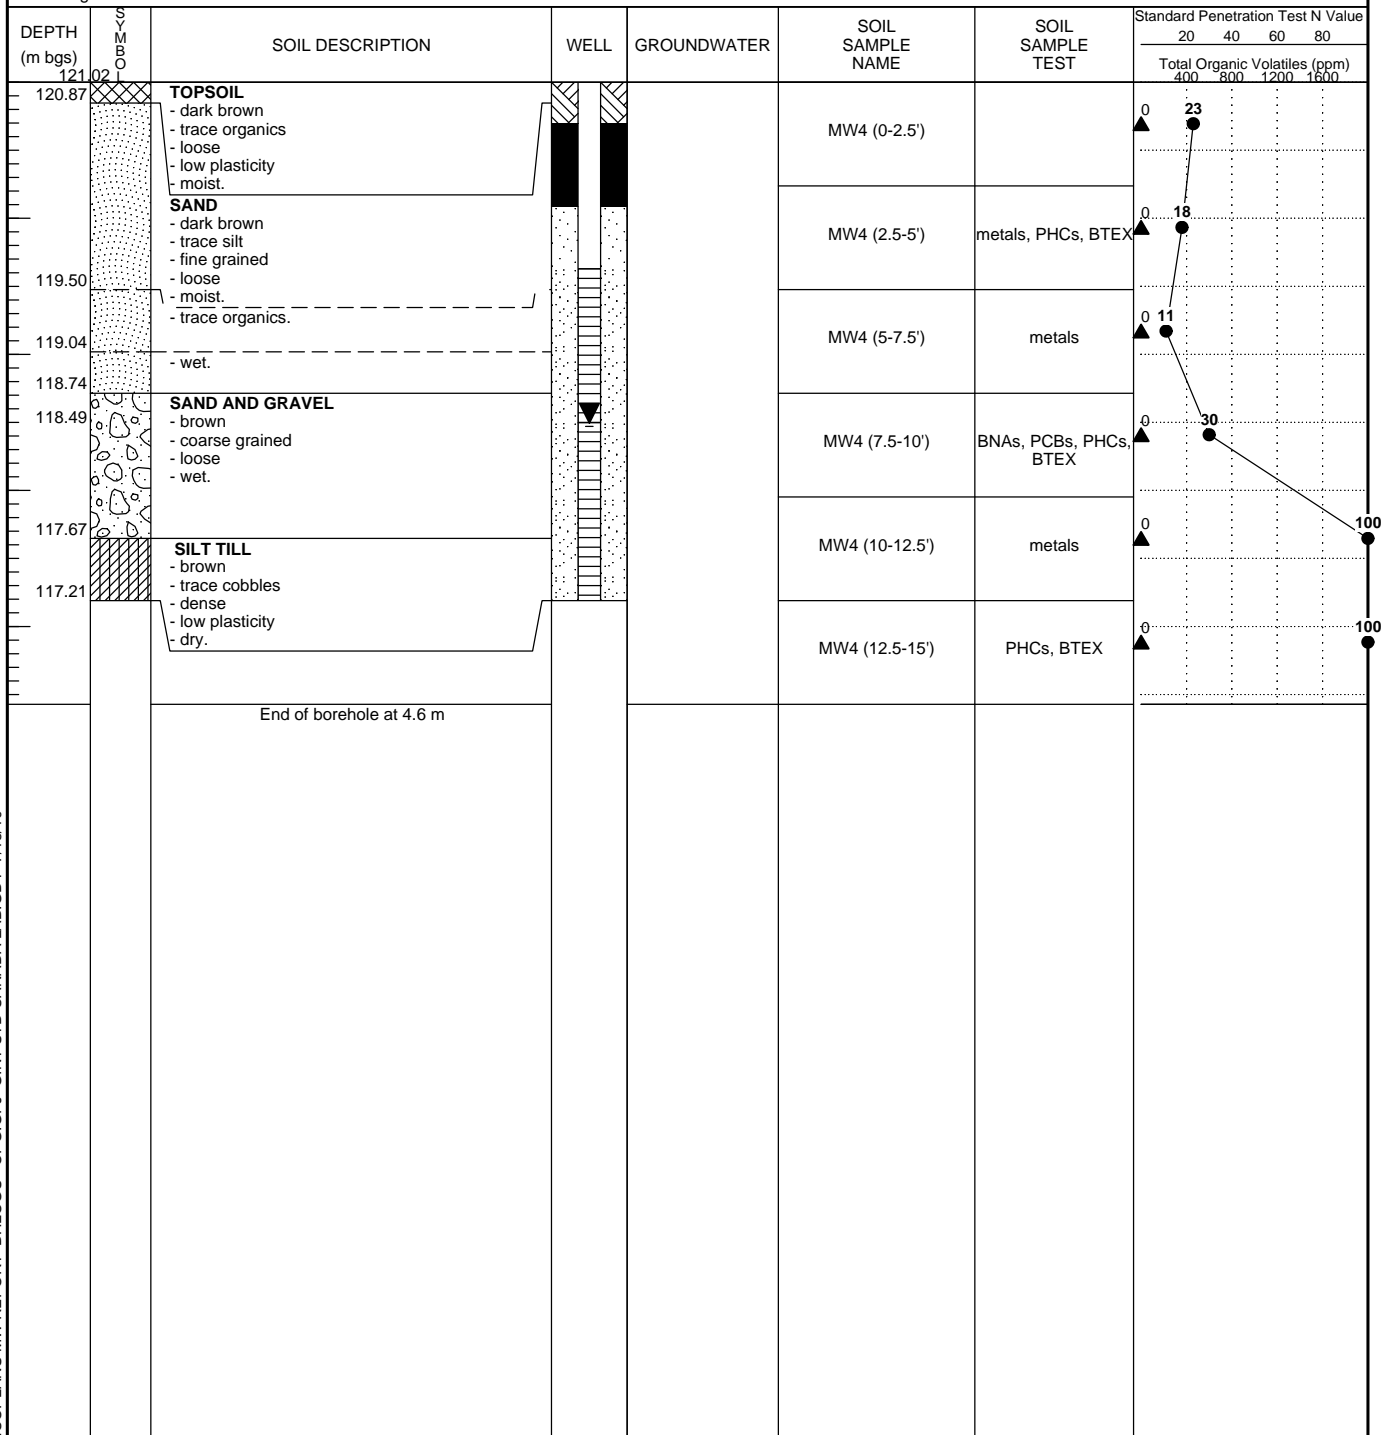 DEPTH
(m bgs)
SYMBOL
SOIL DESCRIPTION
WELL
GROUNDWATER
SOIL
SAMPLE
NAME
SOIL
SAMPLE
TEST
Standard Penetration Test N Value
20 40 60 80
Total Organic Volatiles (ppm)
400 800 1200 1600
121.02
120.87
TOPSOIL
- dark brown
- trace organics
- loose
- low plasticity
- moist.
MW4 (0-2.5')
0 23
SAND
- dark brown
- trace silt
- fine grained
- loose
- moist.
MW4 (2.5-5')
metals, PHCs, BTEX
0 18
119.50
- trace organics.
MW4 (5-7.5')
metals
0 11
119.04
- wet.
118.74
SAND AND GRAVEL
118.49
- brown
- coarse grained
- loose
- wet.
MW4 (7.5-10')
BNAs, PCBs, PHCs,
BTEX
0 30
117.67
SILT TILL
- brown
- trace cobbles
- dense
- low plasticity
- dry.
MW4 (10-12.5')
metals
0 100
117.21
MW4 (12.5-15')
PHCs, BTEX
0 100
End of borehole at 4.6 m